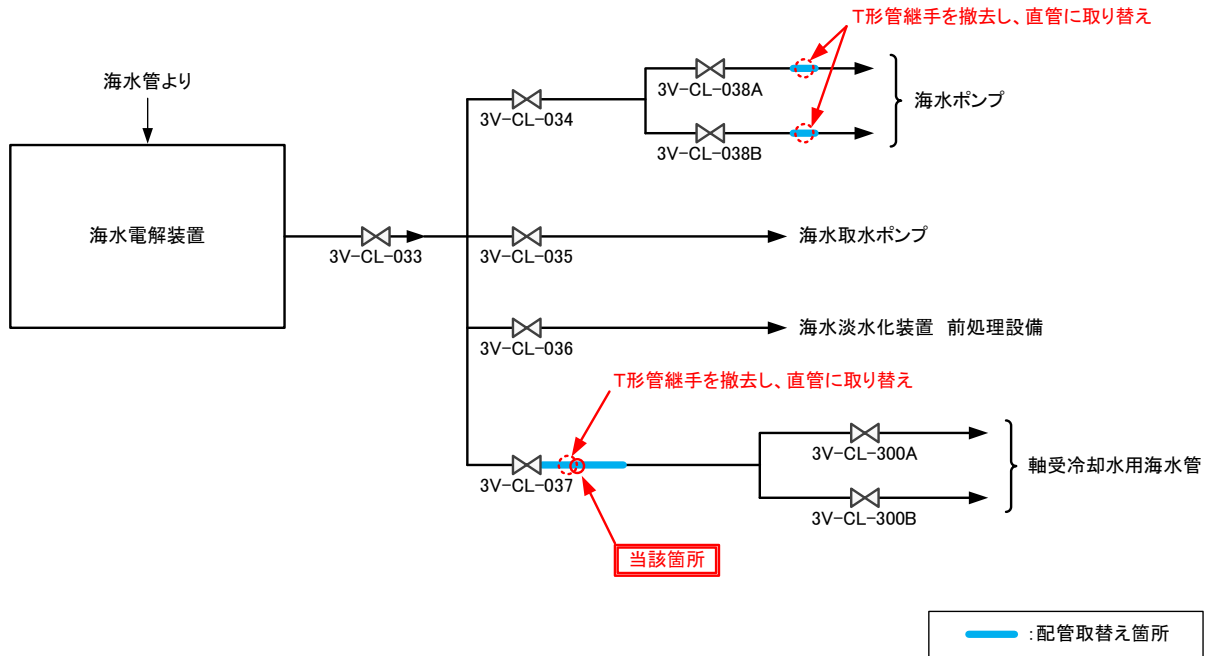 T形管継手を撤去し、直管に取り替え
海水管より
3V-CL-038A
3V-CL-034
海水ポンプ
3V-CL-038B
海水電解装置
3V-CL-033
3V-CL-035
海水取水ポンプ
3V-CL-036
海水淡水化装置 前処理設備
T形管継手を撤去し、直管に取り替え
3V-CL-300A
3V-CL-037
軸受冷却水用海水管
3V-CL-300B
当該箇所
:配管取替え箇所